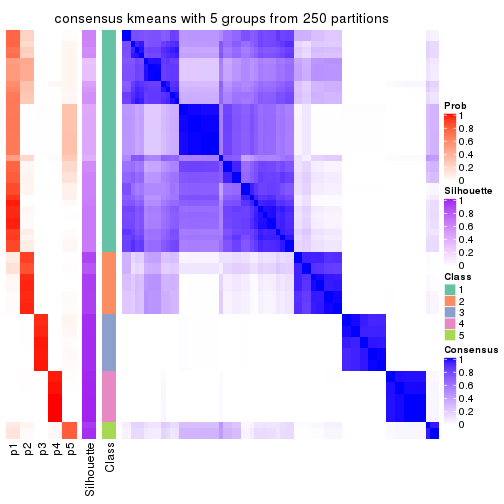 consensus kmeans with 5 groups from 250 partitions
Prob
1
0.8
0.6
0.4
0.2
0
Silhouette
1
0.8
0.6
0.4
0.2
0
Class
1
2
3
4
5
Consensus
1
0.8
0.6
0.4
0.2
0
p1
p2
p3
p4
p5
Silhouette
Class